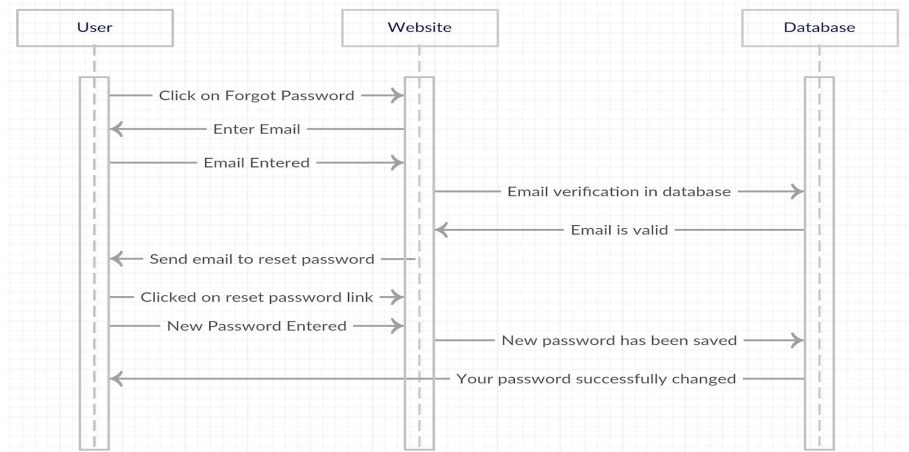 User
Website
Database
Click on Forgot Password
Enter Email
Email Entered
Email verification in database
Email is valid
Send email to reset password
Clicked on reset password link
New Password Entered
New password has been saved
Your password successfully changed